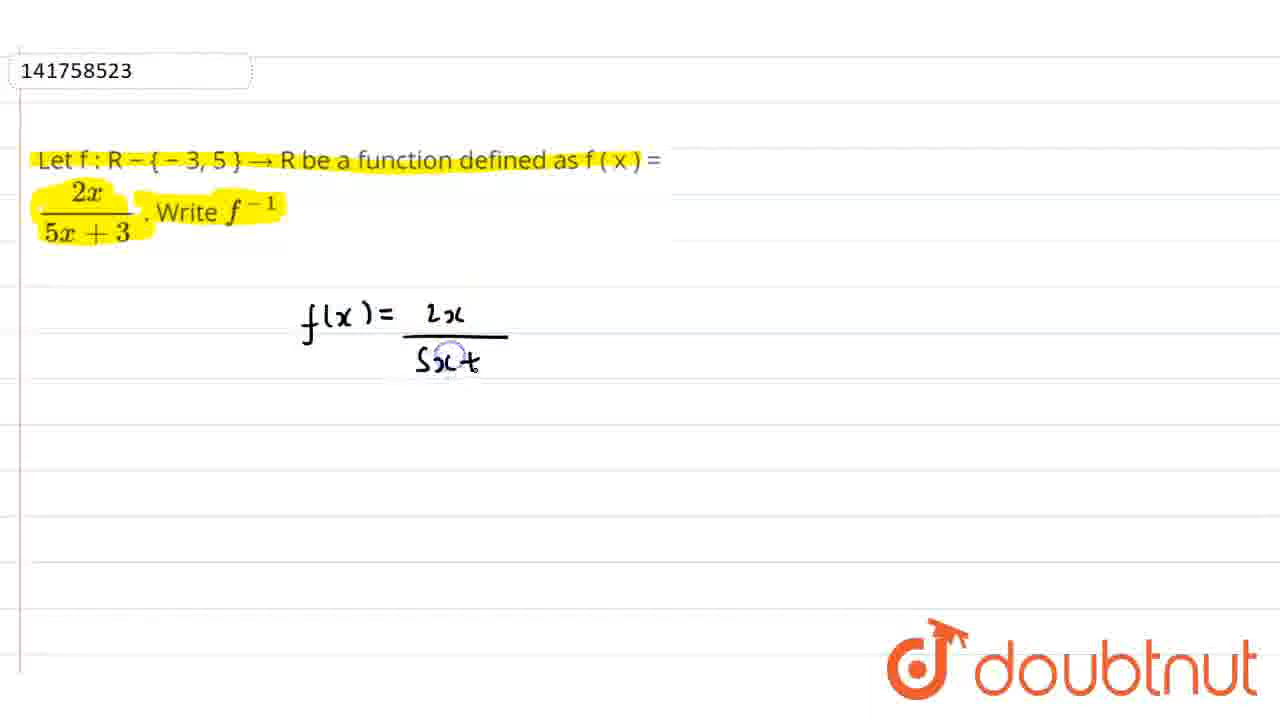 141758523
Let f : R − { − 3, 5 } → R be a function defined as f ( x ) =
2x
5x + 3 . Write f − 1
f(x) = 2x
5x +
doubtnut